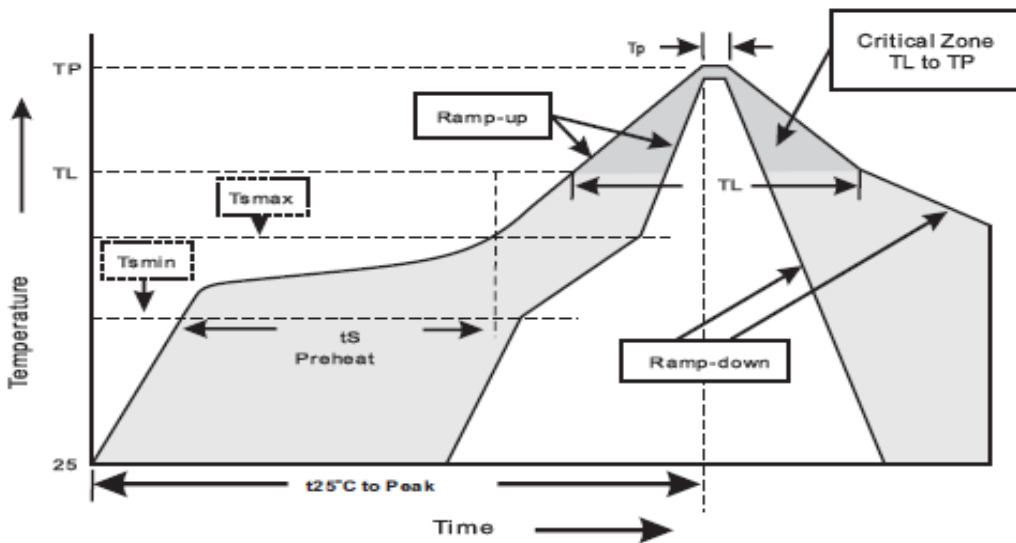 Tp
Critical Zone
TL to TP
TP
Ramp-up
TL
TL
Tsmax
Tsmin
tS
Preheat
Ramp-down
Temperature
25
t25°C to Peak
Time